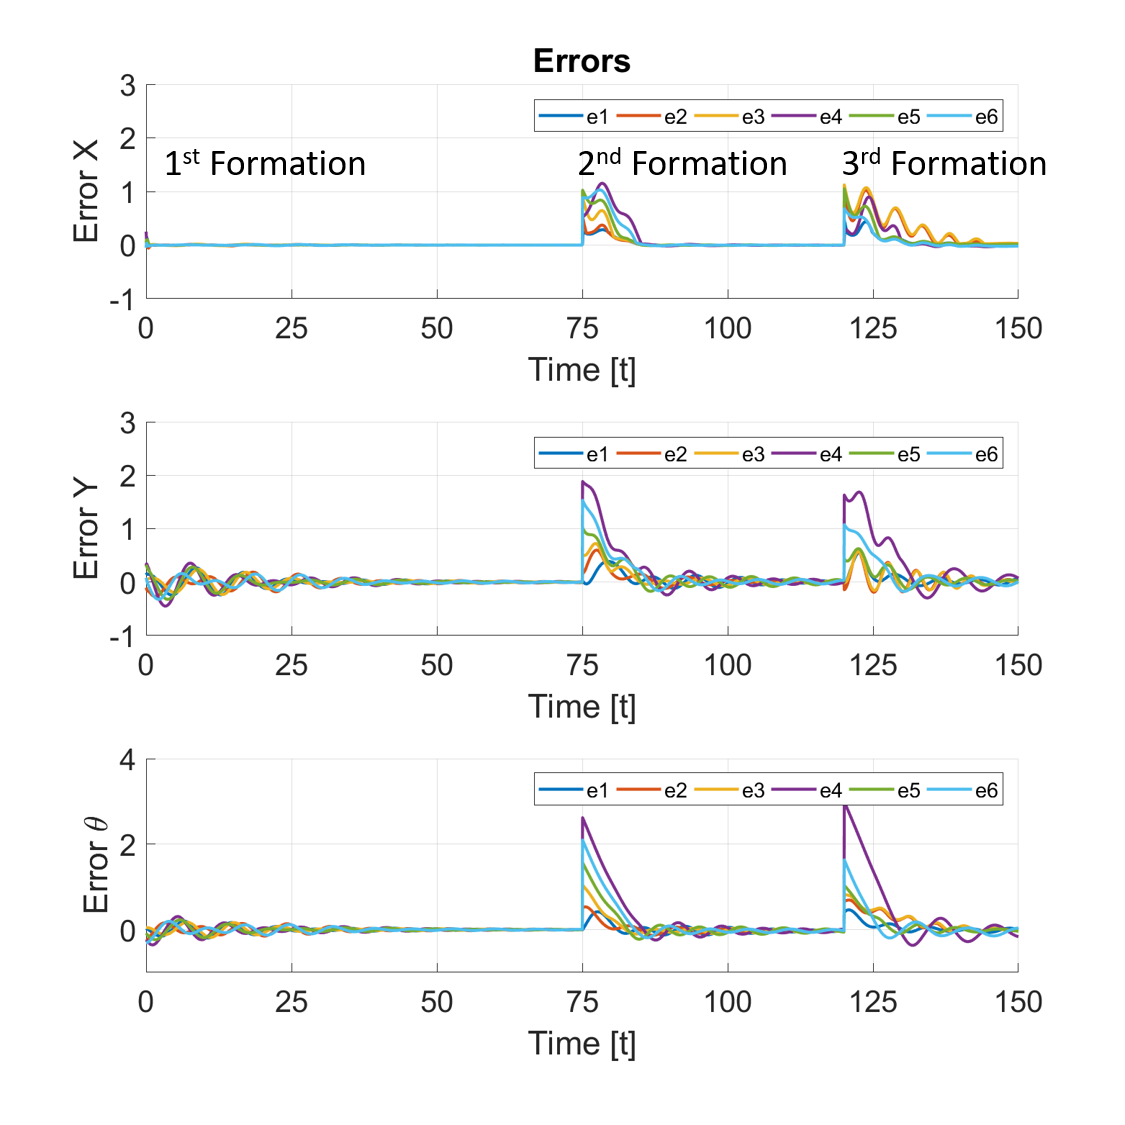 Errors
3
2
1
0
-1
Error X
e1 e2 e3 e4 e5 e6
1st Formation 2nd Formation 3rd Formation
0 25 50 75 100 125 150
Time [t]
3
2
1
0
-1
Error Y
e1 e2 e3 e4 e5 e6
0 25 50 75 100 125 150
Time [t]
4
2
0
Error θ
e1 e2 e3 e4 e5 e6
0 25 50 75 100 125 150
Time [t]